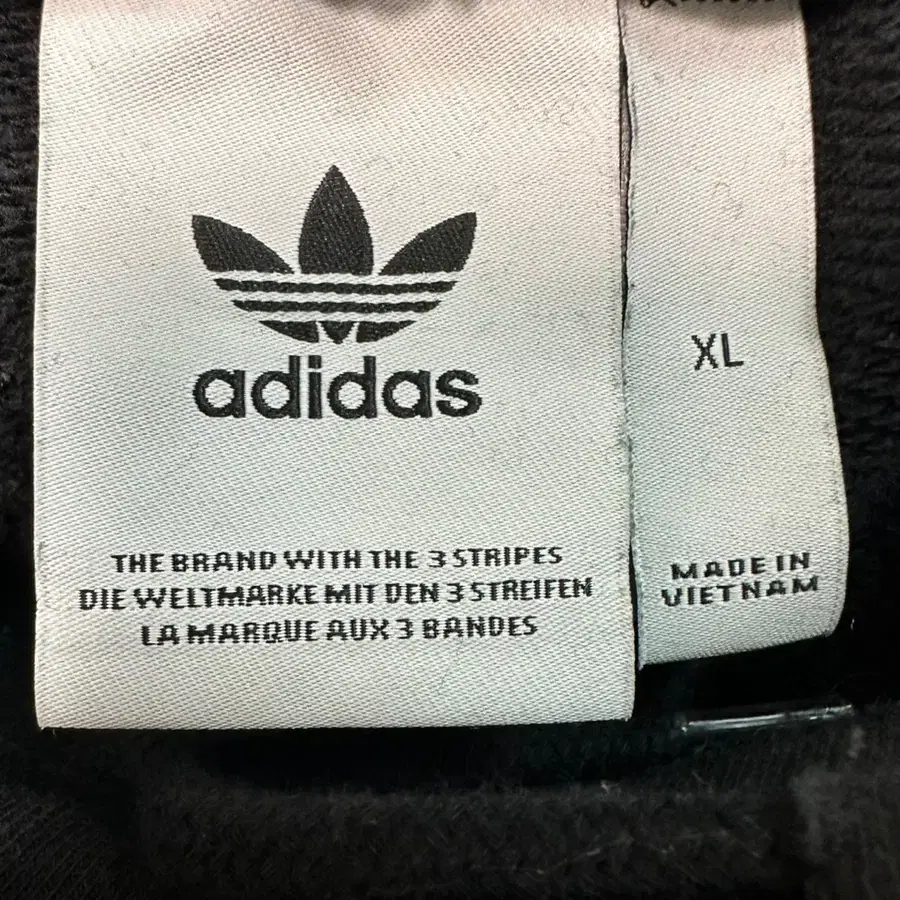 adidas
THE BRAND WITH THE 3 STRIPES
DIE WELTMARKE MIT DEN 3 STREIFEN
LA MARQUE AUX 3 BANDES
XL
MADE IN
VIETNAM